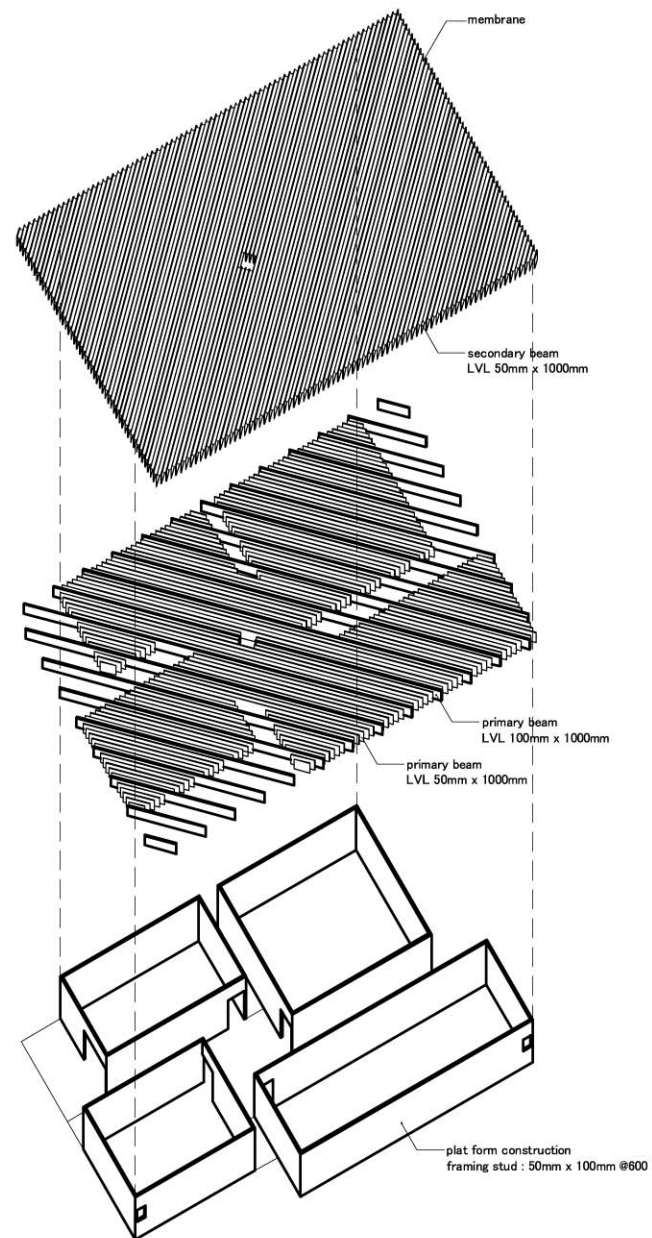 membrane
secondary beam
LVL 50mm x 1000mm
primary beam
LVL 100mm x 1000mm
primary beam
LVL 50mm x 1000mm
plat form construction
framing stud : 50mm x 100mm @600